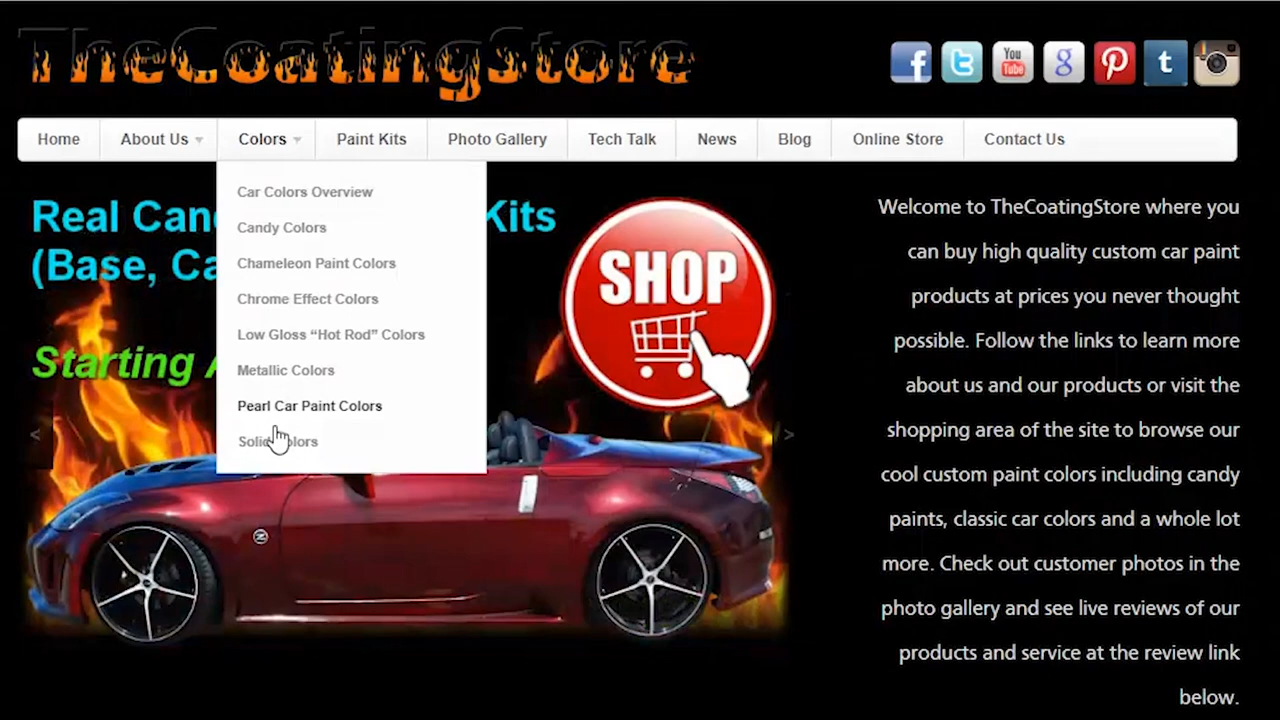 TheCoatingStore
You
Tube
Home
About Us
Colors
Paint Kits
Photo Gallery
Tech Talk
News
Blog
Online Store
Contact Us
Car Colors Overview
Candy Colors
Chameleon Paint Colors
Chrome Effect Colors
Low Gloss “Hot Rod” Colors
Metallic Colors
Pearl Car Paint Colors
Real Kits
(Base,
Starting
SHOP
Welcome to TheCoatingStore where you
can buy high quality custom car paint
products at prices you never thought
possible. Follow the links to learn more
about us and our products or visit the
shopping area of the site to browse our
cool custom paint colors including candy
paints, classic car colors and a whole lot
more. Check out customer photos in the
photo gallery and see live reviews of our
products and service at the review link
below.